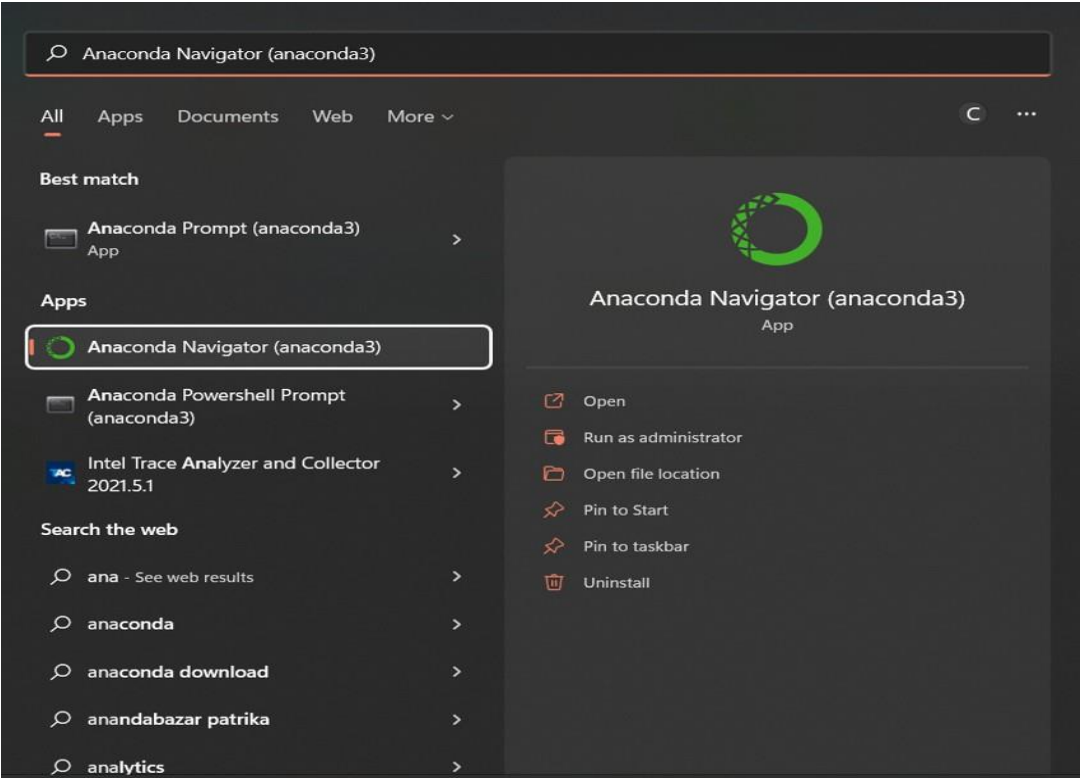 Anaconda Navigator (anaconda3)
All Apps Documents Web More C ...
Best match
Anaconda Prompt (anaconda3)
App
Apps
Anaconda Navigator (anaconda3)
Anaconda Powershell Prompt
(anaconda3)
AC Intel Trace Analyzer and Collector
2021.5.1
Search the web
ana - See web results
anaconda
anaconda download
anandabazar patrika
analytics
Anaconda Navigator (anaconda3)
App
Open
Run as administrator
Open file location
Pin to Start
Pin to taskbar
Uninstall